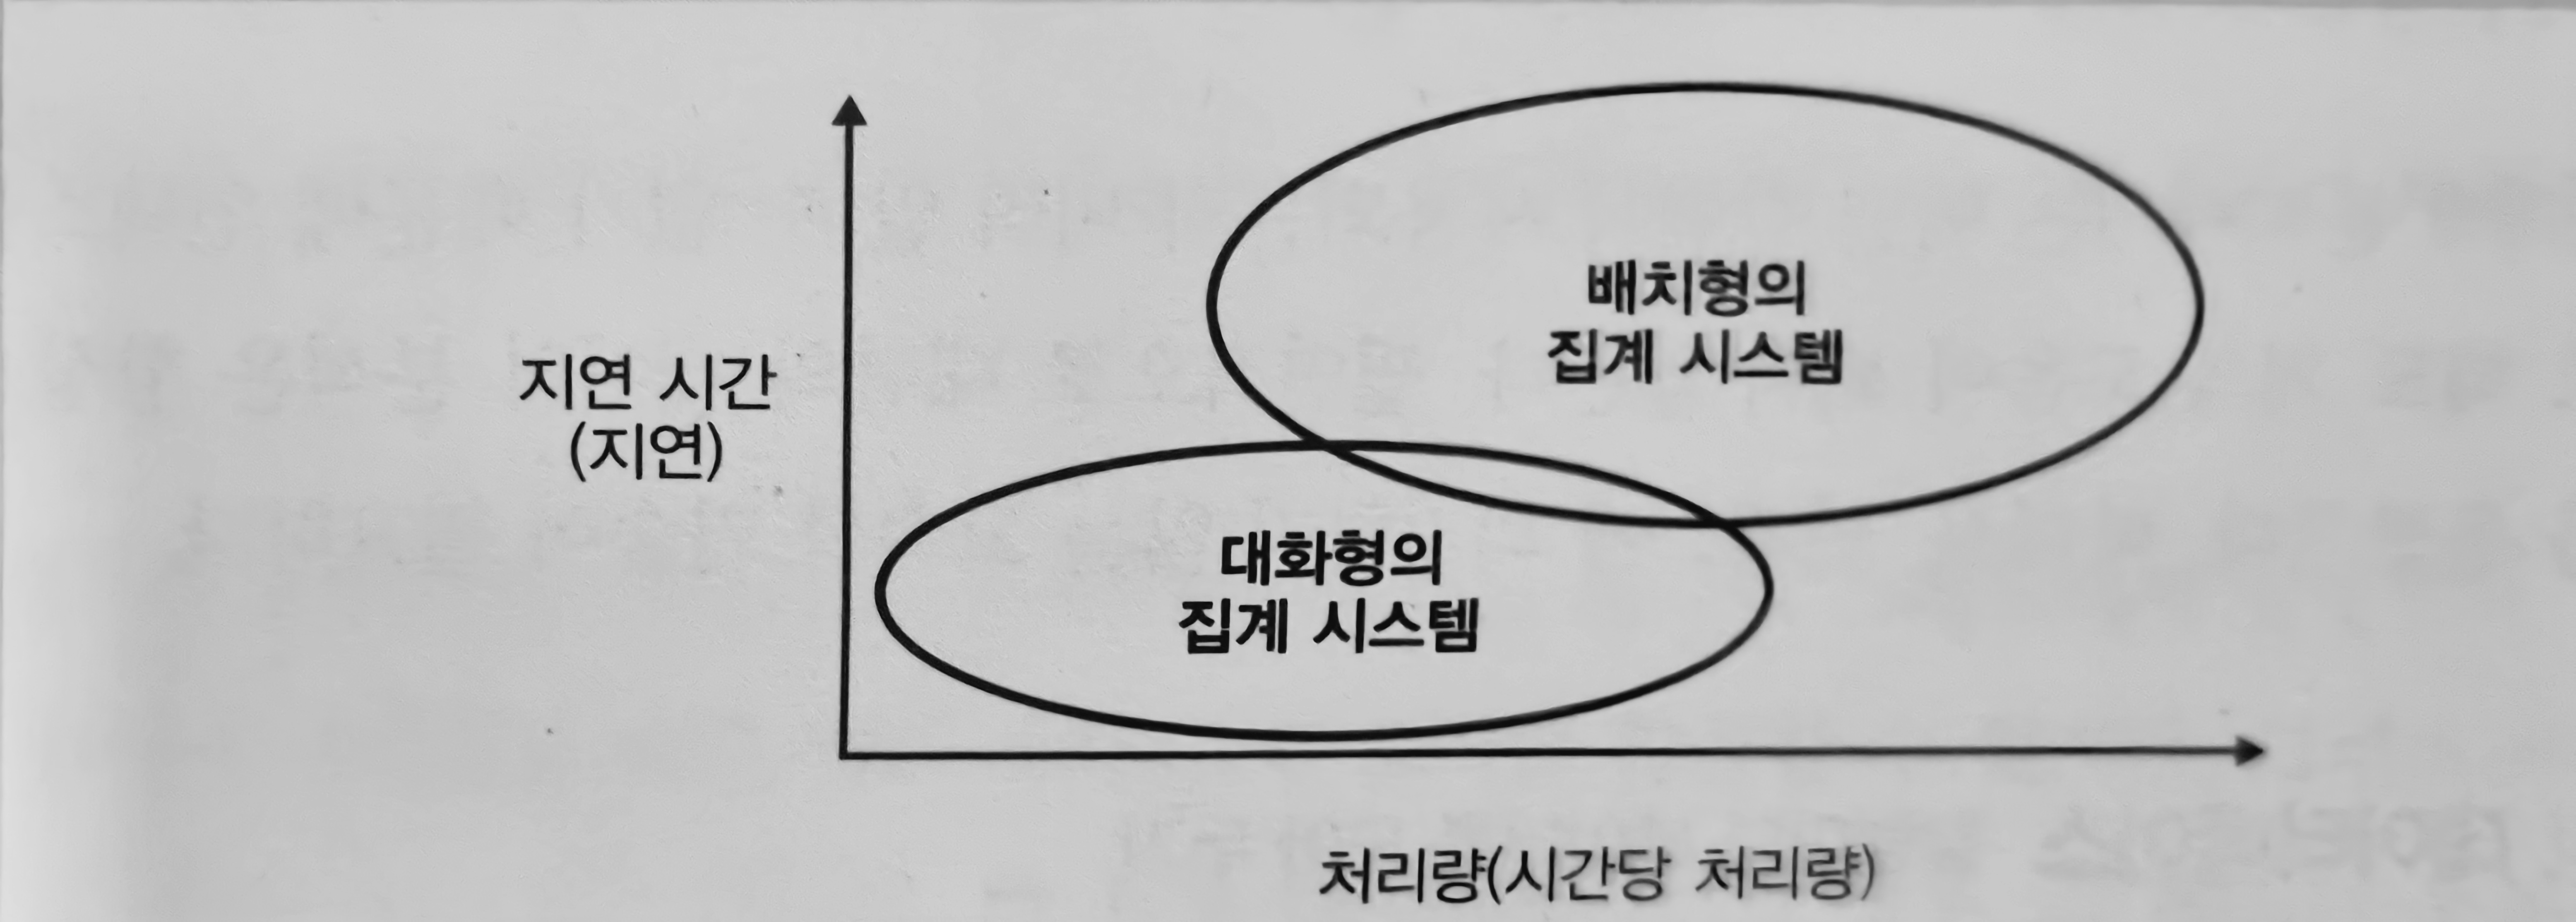 배치형의
집계 시스템
지연 시간
(지연)
대화형의
집계 시스템
처리량(시간당 처리량)